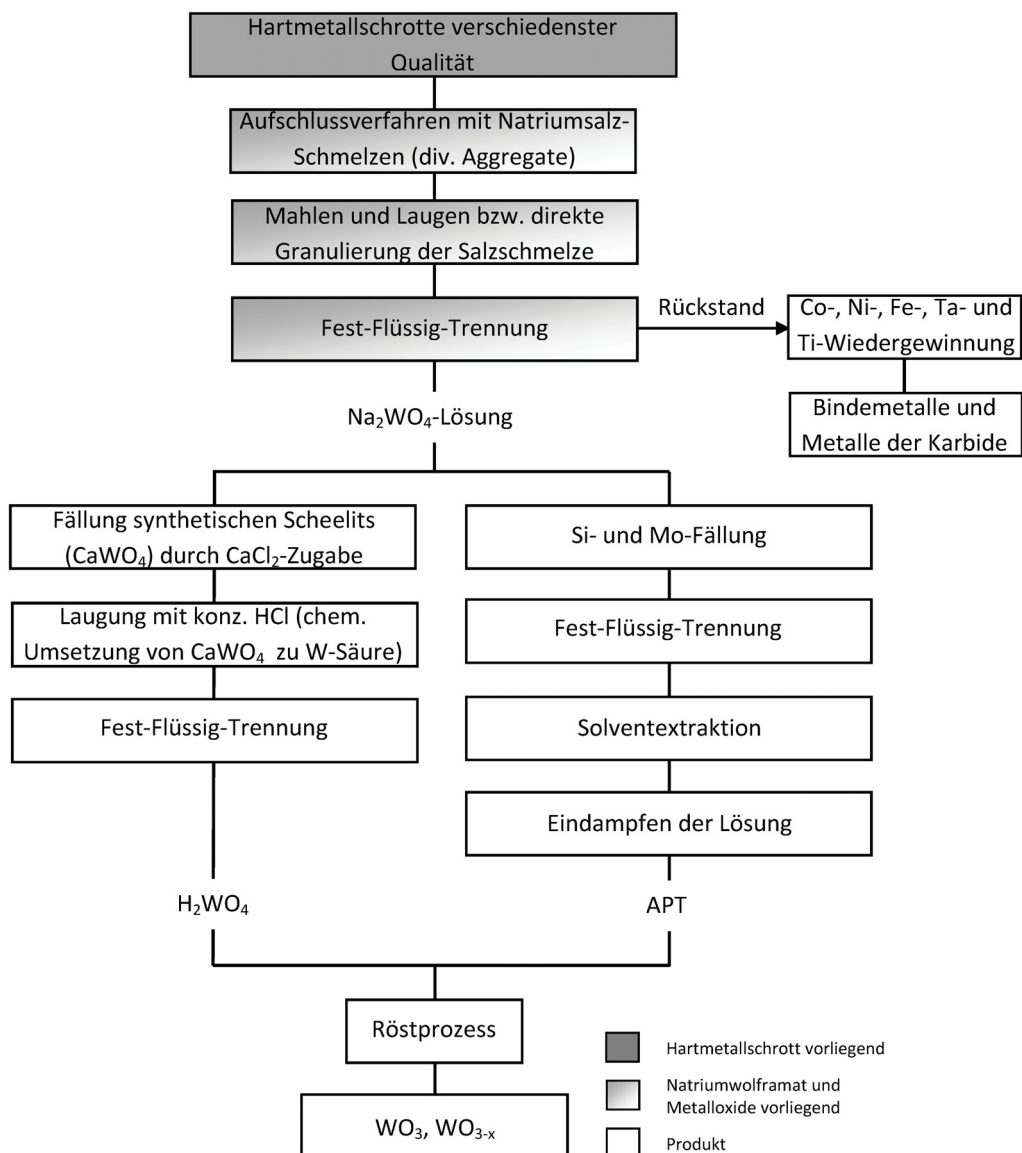 Hartmetallschrotte verschiedenster
Qualität
Aufschlussverfahren mit Natriumsalz-
Schmelzen (div. Aggregate)
Mahlen und Laugen bzw. direkte
Granulierung der Salzschmelze
Fest-Flüssig-Trennung
Rückstand
Co-, Ni-, Fe-, Ta- und
Ti-Wiedergewinnung
Bindemetalle und
Metalle der Karbide
Na₂WO₄-Lösung
Fällung synthetischen Scheelits
(CaWO₄) durch CaCl₂-Zugabe
Laugung mit konz. HCl (chem.
Umsetzung von CaWO₄ zu W-Säure)
Fest-Flüssig-Trennung
H₂WO₄
Si- und Mo-Fällung
Fest-Flüssig-Trennung
Solventextraktion
Eindampfen der Lösung
APT
Röstprozess
WO₃, WO₃₋ₓ
Hartmetallschrott vorliegend
Natriumwolframat und
Metalloxide vorliegend
Produkt